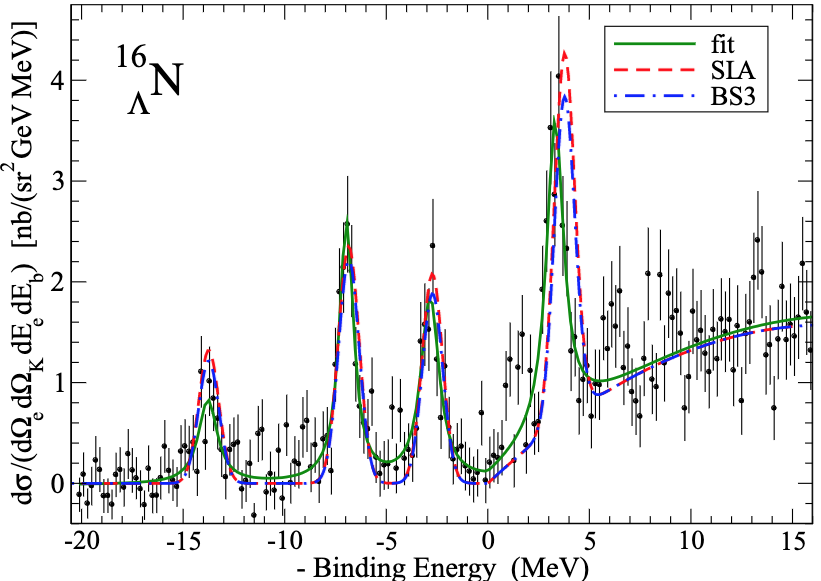 16
ΛN
fit
SLA
BS3
dσ/(dΩe dΩK dEe dEb) [nb/(sr2 GeV MeV)]
4
3
2
1
0
-20 -15 -10 -5 0 5 10 15
- Binding Energy (MeV)